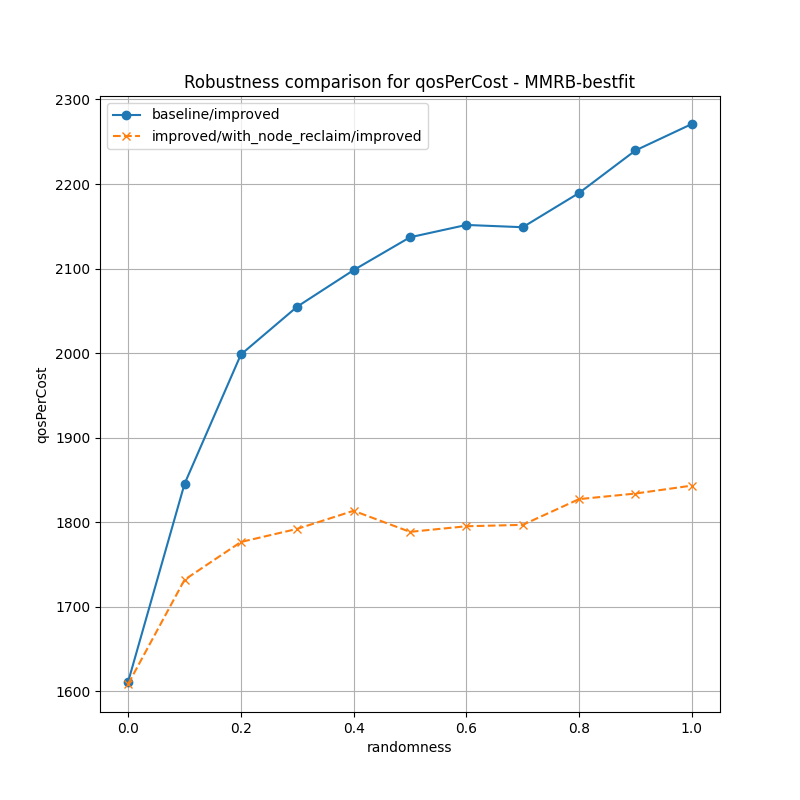 Robustness comparison for qosPerCost - MMRB-bestfit
2300
baseline/improved
improved/with_node_reclaim/improved
2200
2100
2000
qosPerCost
1900
1800
1700
1600
0.0 0.2 0.4 0.6 0.8 1.0
randomness